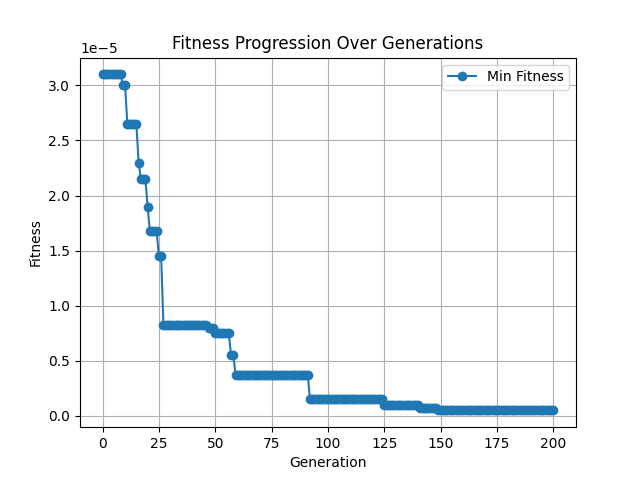 Fitness Progression Over Generations
1e−5
Min Fitness
3.0
2.5
2.0
1.5
1.0
0.5
0.0
Fitness
0 25 50 75 100 125 150 175 200
Generation